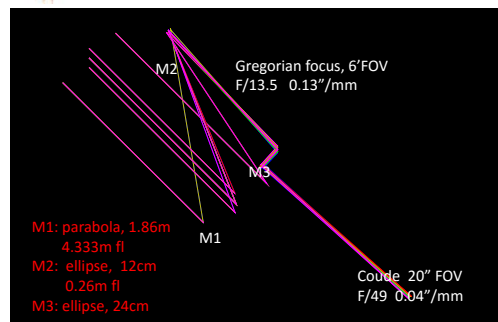 M2
Gregorian focus, 6’FOV
F/13.5   0.13”/mm
M3
M1: parabola, 1.86m
4.333m fl
M2:  ellipse,  12cm
0.26m fl
M3: ellipse, 24cm
M1
Coude  20” FOV
F/49  0.04”/mm